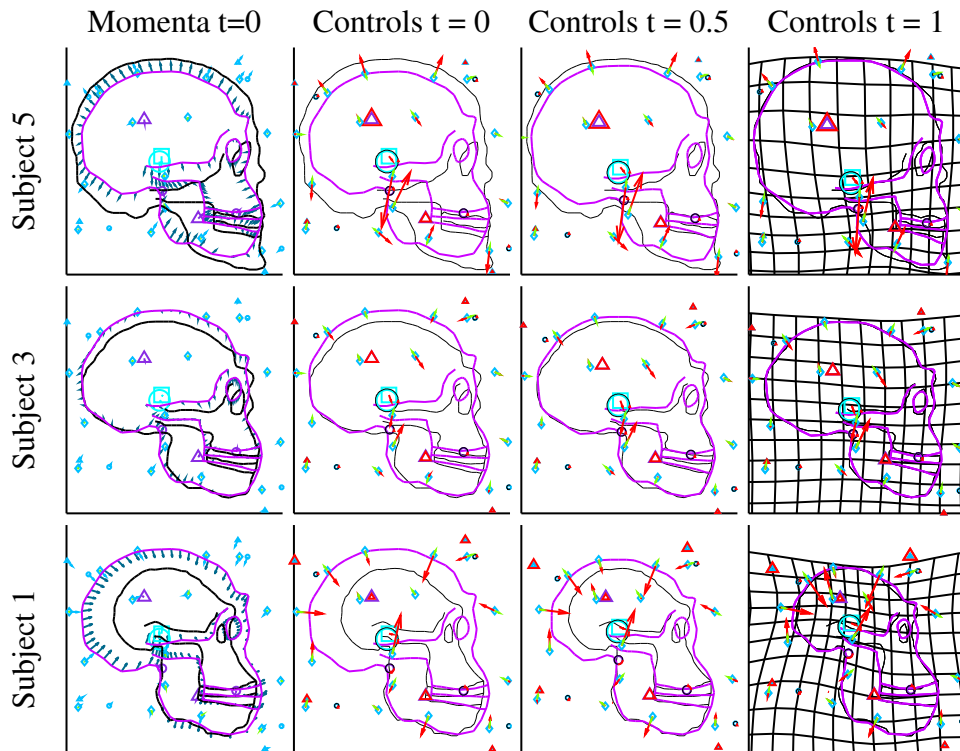 Momenta t=0
Controls t = 0
Controls t = 0.5
Controls t = 1
Subject 5
Subject 3
Subject 1